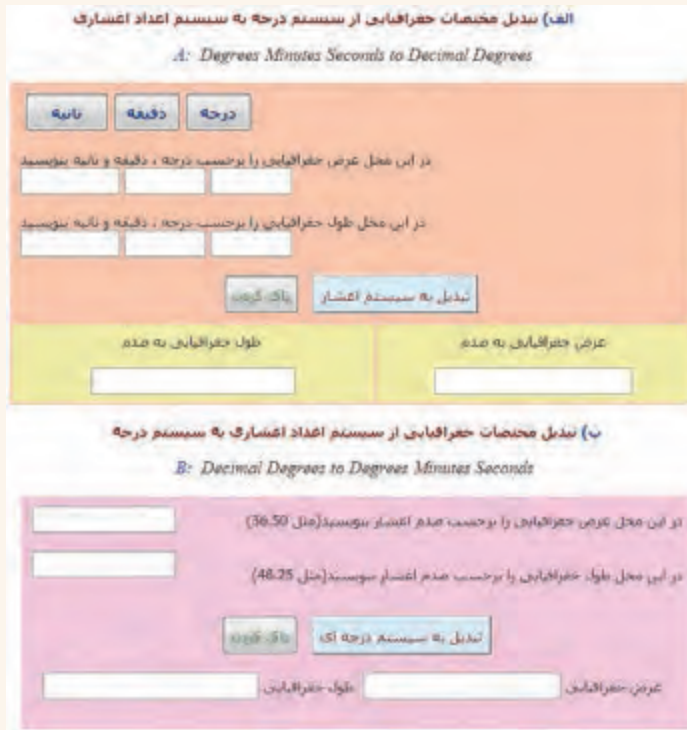 الف) تبدیل مختصات جغرافیایی از سیستم درجه به سیستم اعداد اعشاری
A: Degrees Minutes Seconds to Decimal Degrees
درجه دقیقه ثانیه
در این محل عرض جغرافیایی را برحسب درجه ، دقیقه و ثانیه بنویسید
در این محل طول جغرافیایی را برحسب درجه ، دقیقه و ثانیه بنویسید
تبدیل به سیستم اعشار پاک کردن
عرض جغرافیایی به صدم طول جغرافیایی به صدم
ب) تبدیل مختصات جغرافیایی از سیستم اعداد اعشاری به سیستم درجه
B: Decimal Degrees to Degrees Minutes Seconds
در این محل عرض جغرافیایی را برحسب صدم اعشار بنویسید(مثل 36.50)
در این محل طول جغرافیایی را برحسب صدم اعشار بنویسید(مثل 48.25)
تبدیل به سیستم درجه ای پاک کردن
عرض جغرافیایی طول جغرافیایی